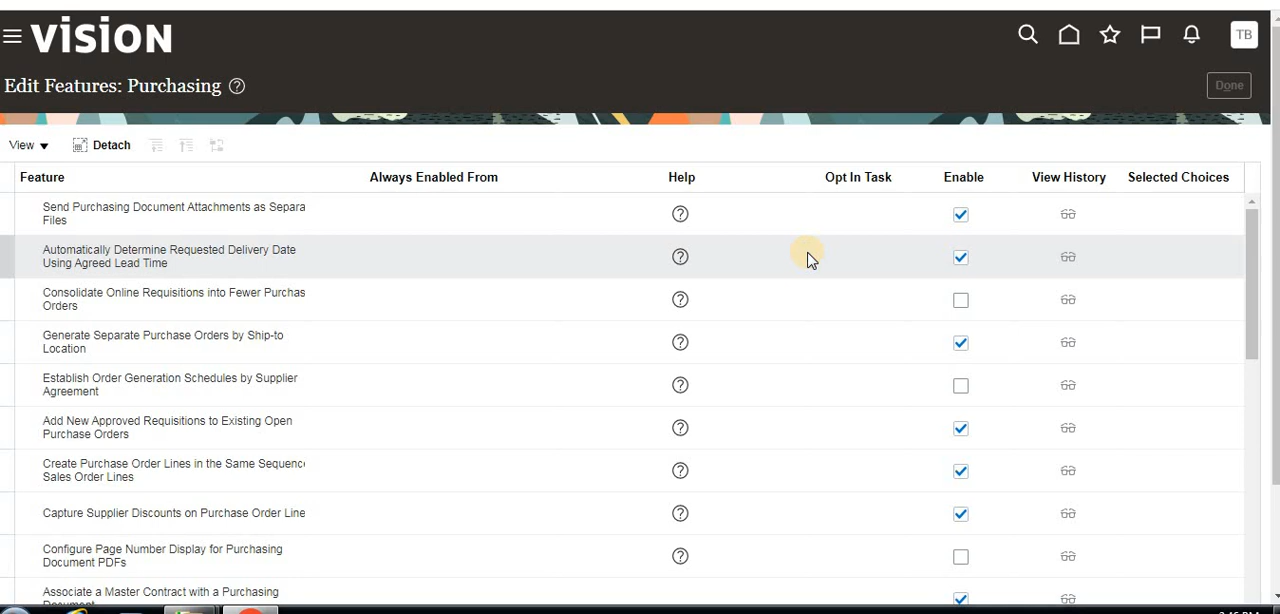 VISION
TB
Edit Features: Purchasing ?
Done
View
Detach
Feature
Always Enabled From
Help
Opt In Task
Enable
View History
Selected Choices
Send Purchasing Document Attachments as Separa
Files
?
Automatically Determine Requested Delivery Date
Using Agreed Lead Time
?
Consolidate Online Requisitions into Fewer Purchas
Orders
?
Generate Separate Purchase Orders by Ship-to
Location
?
Establish Order Generation Schedules by Supplier
Agreement
?
Add New Approved Requisitions to Existing Open
Purchase Orders
?
Create Purchase Order Lines in the Same Sequenc
Sales Order Lines
?
Capture Supplier Discounts on Purchase Order Line
?
Configure Page Number Display for Purchasing
Document PDFs
?
Associate a Master Contract with a Purchasing
Document